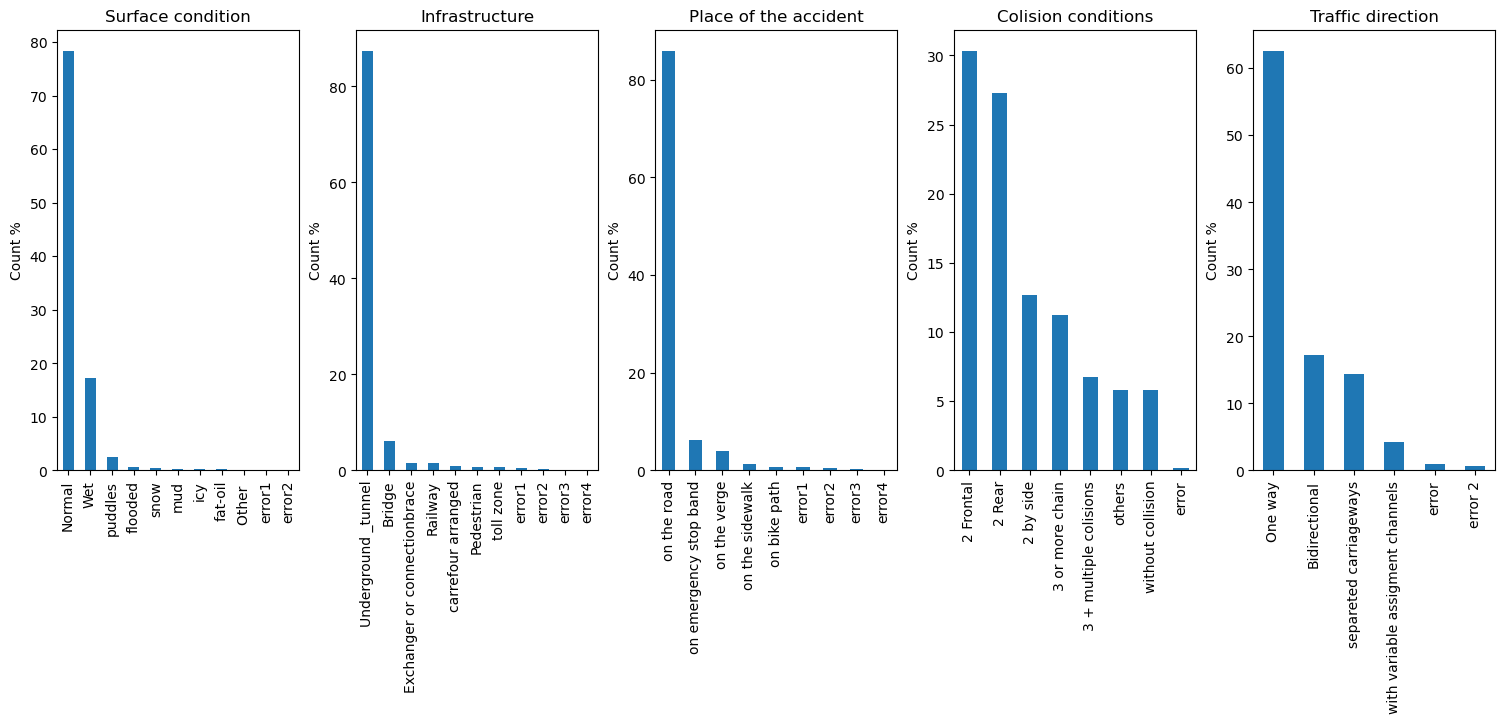 Surface condition
Count %
80
70
60
50
40
30
20
10
0
Normal
Wet
puddles
flooded
snow
mud
icy
fat-oil
Other
error1
error2
Infrastructure
Count %
80
60
40
20
0
Underground _tunnel
Bridge
Exchanger or connectionbrace
Railway
carrefour arranged
Pedestrian
toll zone
error1
error2
error3
error4
Place of the accident
Count %
80
60
40
20
0
on the road
on emergency stop band
on the verge
on the sidewalk
on bike path
error1
error2
error3
error4
Colision conditions
Count %
30
25
20
15
10
5
0
2 Frontal
2 Rear
2 by side
3 or more chain
3 + multiple colisions
others
without collision
error
Traffic direction
Count %
60
50
40
30
20
10
0
One way
Bidirectional
separeted carriageways
with variable assigment channels
error
error 2